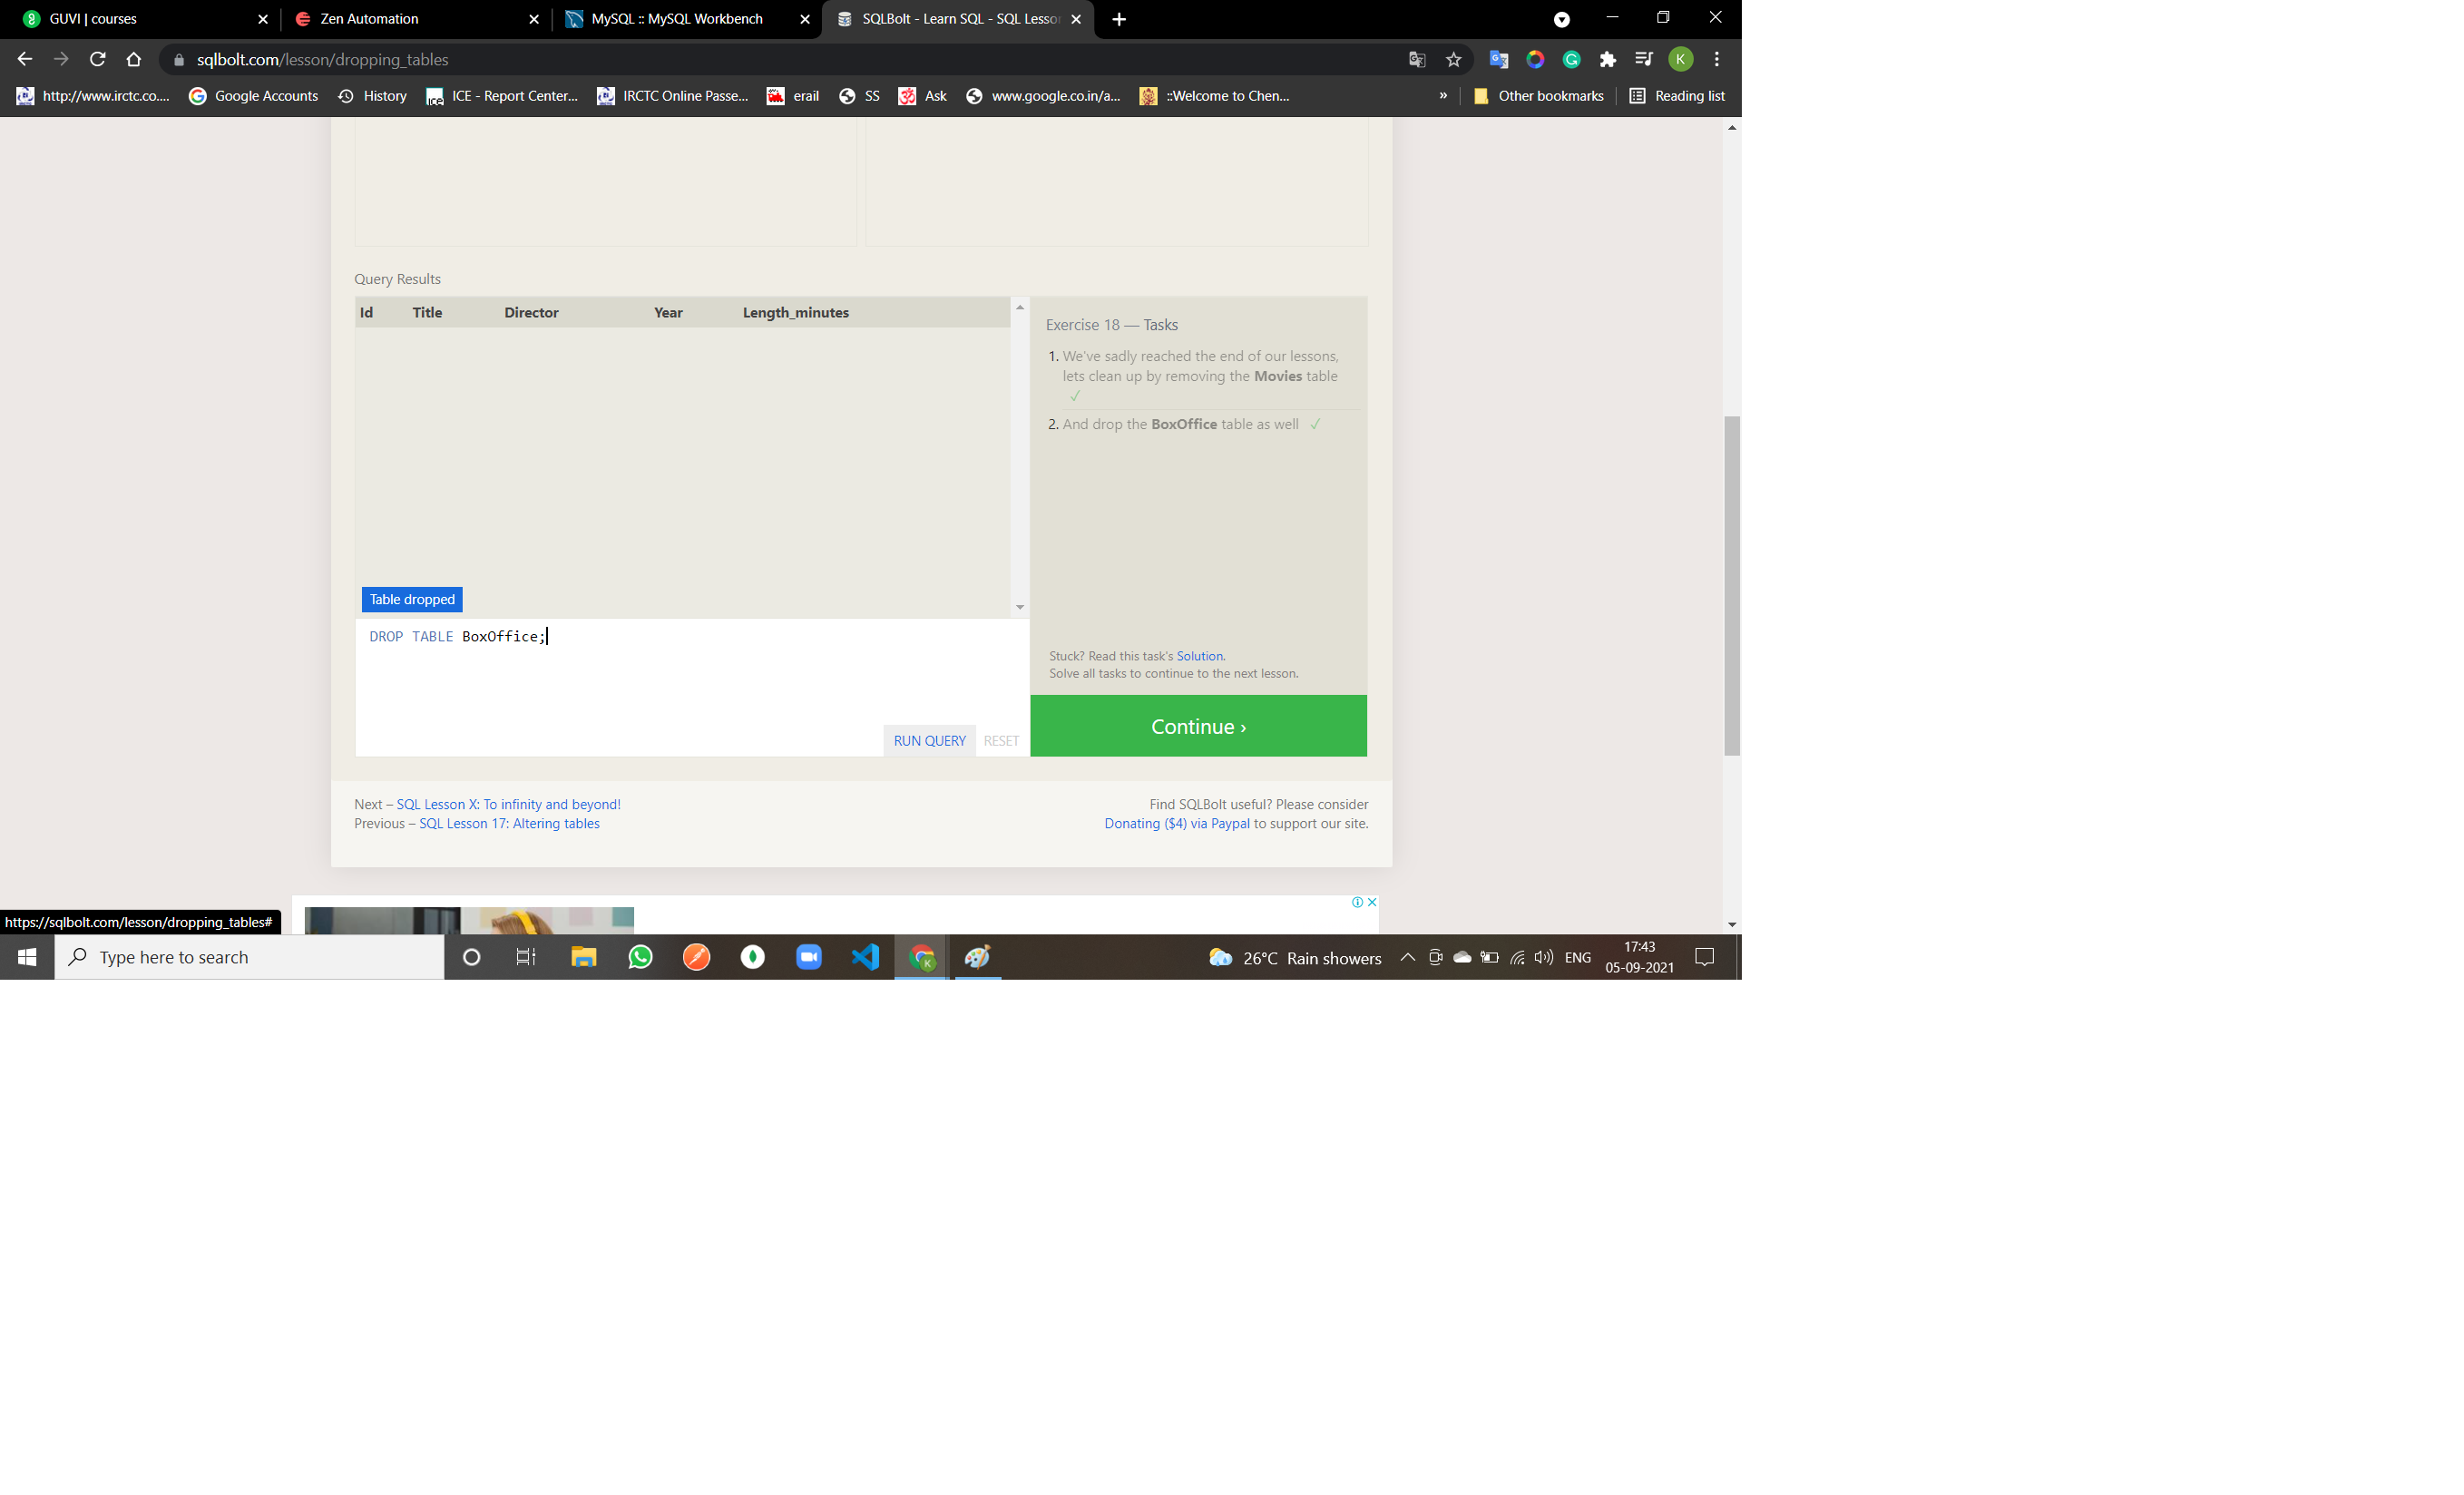 GUVI | courses
Zen Automation
MySQL :: MySQL Workbench
SQLBolt - Learn SQL - SQL Lesso
sqlbolt.com/lesson/dropping_tables
http://www.irctc.co....
Google Accounts
History
ICE - Report Center...
IRCTC Online Passe...
erail
SS
Ask
www.google.co.in/a...
::Welcome to Chen...
»
Other bookmarks
Reading list
Query Results
Id Title Director Year Length_minutes
Table dropped
DROP TABLE BoxOffice;
RUN QUERY RESET
Exercise 18 — Tasks
1. We've sadly reached the end of our lessons,
lets clean up by removing the Movies table
✓
2. And drop the BoxOffice table as well ✓
Stuck? Read this task's Solution.
Solve all tasks to continue to the next lesson.
Continue ›
Next – SQL Lesson X: To infinity and beyond!
Previous – SQL Lesson 17: Altering tables
Find SQLBolt useful? Please consider
Donating ($4) via Paypal to support our site.
https://sqlbolt.com/lesson/dropping_tables#
Type here to search
26°C Rain showers
ENG
17:43
05-09-2021